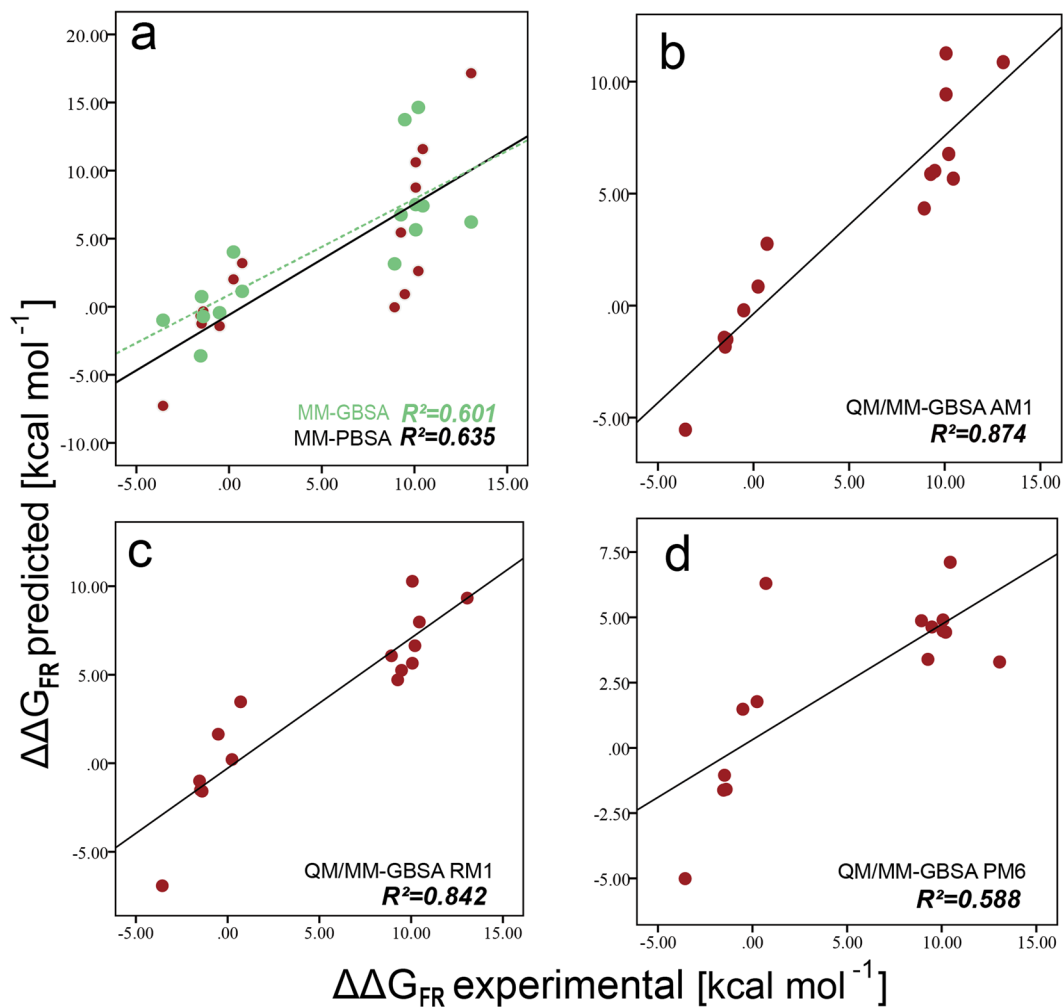 a
20.00
15.00
10.00
5.00
.00
-5.00
-10.00
MM-GBSA R²=0.601
MM-PBSA R²=0.635
-5.00 .00 5.00 10.00 15.00
b
10.00
5.00
.00
-5.00
QM/MM-GBSA AM1
R²=0.874
-5.00 .00 5.00 10.00 15.00
c
10.00
5.00
.00
-5.00
QM/MM-GBSA RM1
R²=0.842
-5.00 .00 5.00 10.00 15.00
d
7.50
5.00
2.50
.00
-2.50
-5.00
QM/MM-GBSA PM6
R²=0.588
-5.00 .00 5.00 10.00 15.00
ΔΔG_FR predicted [kcal mol⁻¹]
ΔΔG_FR experimental [kcal mol⁻¹]